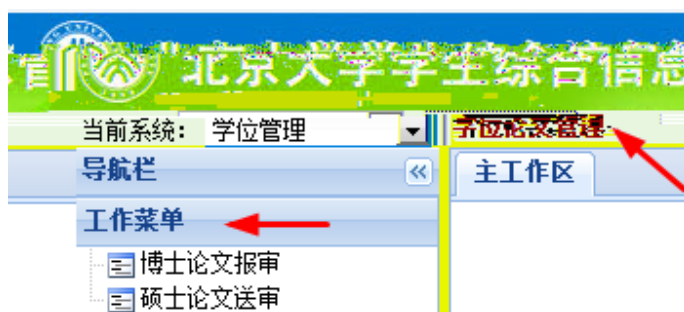 北京大学学生综合信息
当前系统： 学位管理 学位论文管理
导航栏 主工作区
工作菜单
博士论文报审
硕士论文送审